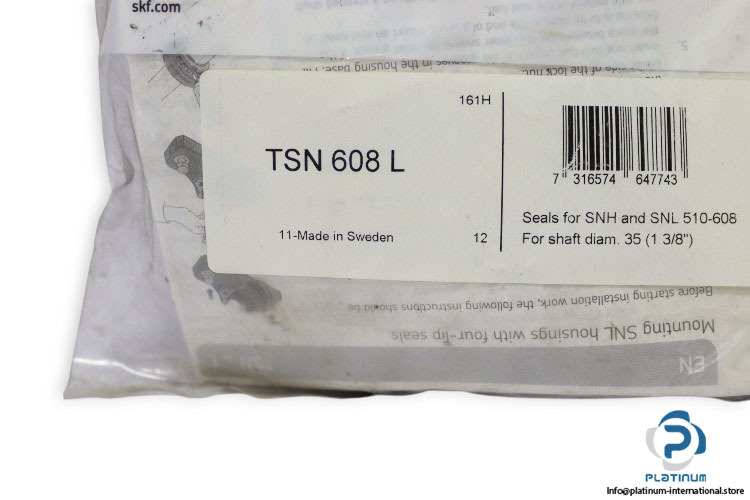 skf.com
161H
TSN 608 L
7 316574 647743
Seals for SNH and SNL 510-608
11-Made in Sweden
12
For shaft diam. 35 (1 3/8")
Before starting installation work, the following instructions should be
Mounting SNL housings with four-lip seals
EN
TSN .. L
PLATINUM
Info@platinum-international.store